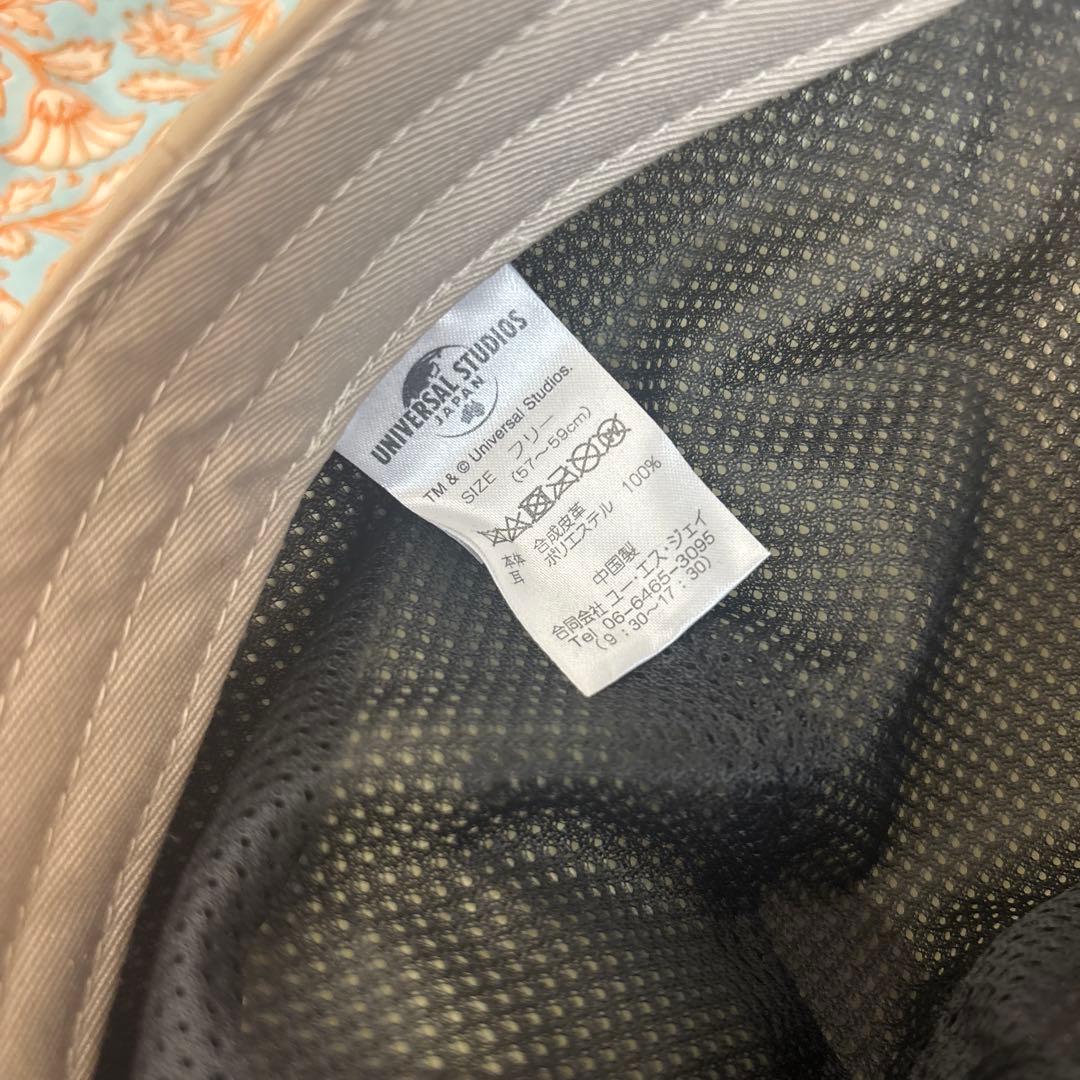 UNIVERSAL STUDIOS
JAPAN
TM & © Universal Studios.
SIZE フリー
(57～59cm)
本体 合成皮革
耳 ポリエステル 100%
中国製
合同会社 ユー・エス・ジェイ
Tel 06-6465-3095
(9:30～17:30)